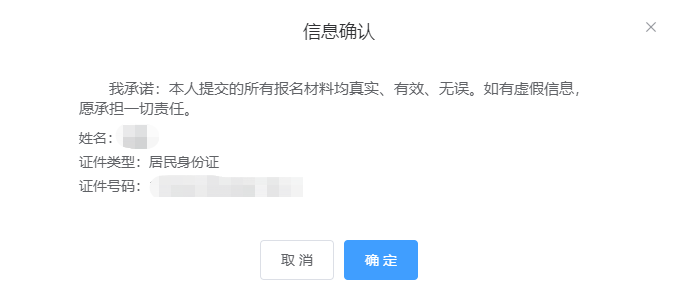 信息确认
我承诺：本人提交的所有报名材料均真实、有效、无误。如有虚假信息，
愿承担一切责任。
姓名：
证件类型：居民身份证
证件号码：
取 消
确 定